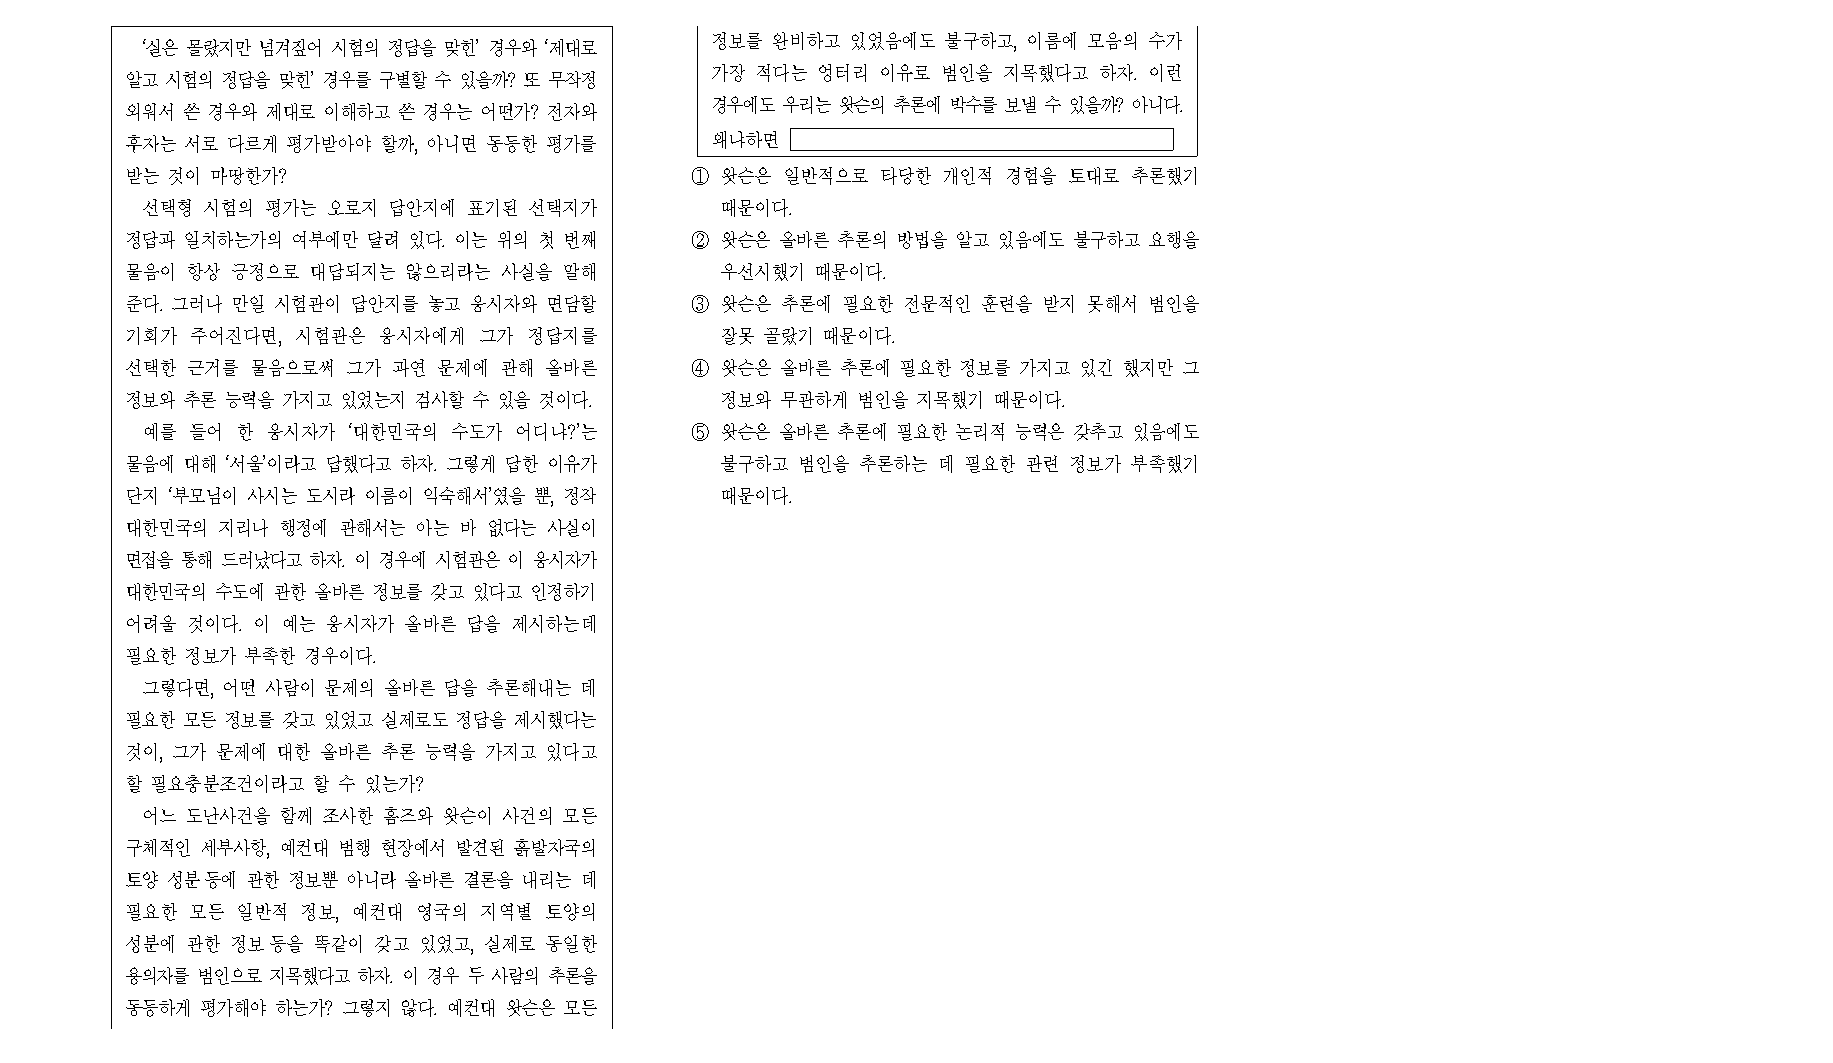 ‘실은 몰랐지만 넘겨짚어 시험의 정답을 맞힌’ 경우와 ‘제대로
알고 시험의 정답을 맞힌’ 경우를 구별할 수 있을까? 또 무작정
외워서 쓴 경우와 제대로 이해하고 쓴 경우는 어떤가? 전자와
후자는 서로 다르게 평가받아야 할까, 아니면 동등한 평가를
받는 것이 마땅한가?
선택형 시험의 평가는 오로지 답안지에 표기된 선택지가
정답과 일치하는가의 여부에만 달려 있다. 이는 위의 첫 번째
물음이 항상 긍정으로 대답되지는 않으리라는 사실을 말해
준다. 그러나 만일 시험관이 답안지를 놓고 응시자와 면담할
기회가 주어진다면, 시험관은 응시자에게 그가 정답지를
선택한 근거를 물음으로써 그가 과연 문제에 관해 올바른
정보와 추론 능력을 가지고 있었는지 검사할 수 있을 것이다.
예를 들어 한 응시자가 ‘대한민국의 수도가 어디냐?’는
물음에 대해 ‘서울’이라고 답했다고 하자. 그렇게 답한 이유가
단지 ‘부모님이 사시는 도시라 이름이 익숙해서’였을 뿐, 정작
대한민국의 지리나 행정에 관해서는 아는 바 없다는 사실이
면접을 통해 드러났다고 하자. 이 경우에 시험관은 이 응시자가
대한민국의 수도에 관한 올바른 정보를 갖고 있다고 인정하기
어려울 것이다. 이 예는 응시자가 올바른 답을 제시하는데
필요한 정보가 부족한 경우이다.
그렇다면, 어떤 사람이 문제의 올바른 답을 추론해내는 데
필요한 모든 정보를 갖고 있었고 실제로도 정답을 제시했다는
것이, 그가 문제에 대한 올바른 추론 능력을 가지고 있다고
할 필요충분조건이라고 할 수 있는가?
어느 도난사건을 함께 조사한 홈즈와 왓슨이 사건의 모든
구체적인 세부사항, 예컨대 범행 현장에서 발견된 흙발자국의
토양 성분 등에 관한 정보뿐 아니라 올바른 결론을 내리는 데
필요한 모든 일반적 정보, 예컨대 영국의 지역별 토양의
성분에 관한 정보 등을 똑같이 갖고 있었고, 실제로 동일한
용의자를 범인으로 지목했다고 하자. 이 경우 두 사람의 추론을
동등하게 평가해야 하는가? 그렇지 않다. 예컨대 왓슨은 모든
정보를 완비하고 있었음에도 불구하고, 이름에 모음의 수가
가장 적다는 엉터리 이유로 범인을 지목했다고 하자. 이런
경우에도 우리는 왓슨의 추론에 박수를 보낼 수 있을까? 아니다.
왜냐하면
① 왓슨은 일반적으로 타당한 개인적 경험을 토대로 추론했기
때문이다.
② 왓슨은 올바른 추론의 방법을 알고 있음에도 불구하고 요행을
우선시했기 때문이다.
③ 왓슨은 추론에 필요한 전문적인 훈련을 받지 못해서 범인을
잘못 골랐기 때문이다.
④ 왓슨은 올바른 추론에 필요한 정보를 가지고 있긴 했지만 그
정보와 무관하게 범인을 지목했기 때문이다.
⑤ 왓슨은 올바른 추론에 필요한 논리적 능력은 갖추고 있음에도
불구하고 범인을 추론하는 데 필요한 관련 정보가 부족했기
때문이다.